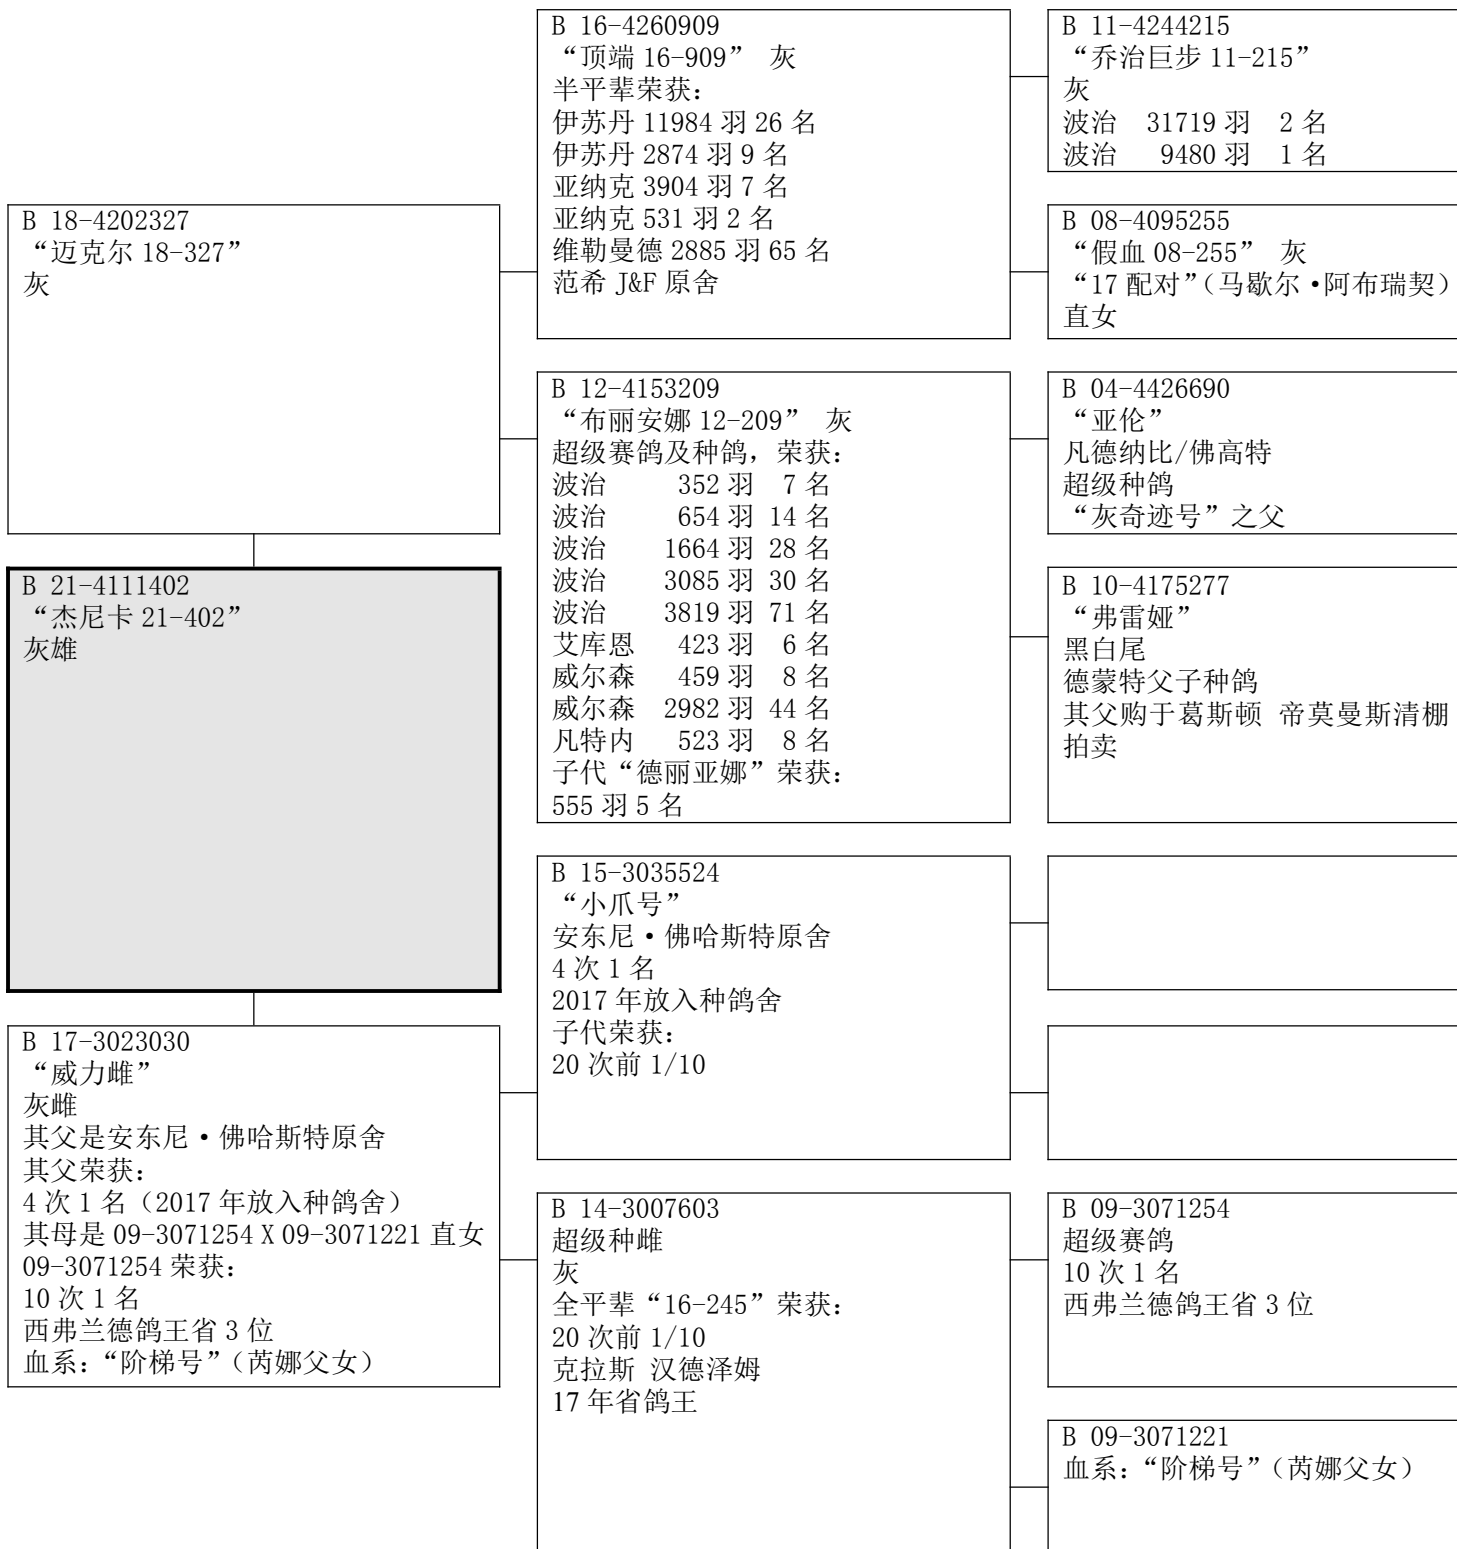 B 18-4202327
“迈克尔 18-327”
灰
B 21-4111402
“杰尼卡 21-402”
灰雄
B 17-3023030
“威力雌”
灰雌
其父是安东尼·佛哈斯特原舍
其父荣获：
4 次 1 名（2017 年放入种鸽舍）
其母是 09-3071254 X 09-3071221 直女
09-3071254 荣获：
10 次 1 名
西弗兰德鸽王省 3 位
血系：“阶梯号”（芮娜父女）
B 16-4260909
“顶端 16-909” 灰
半平辈荣获：
伊苏丹 11984 羽 26 名
伊苏丹 2874 羽 9 名
亚纳克 3904 羽 7 名
亚纳克 531 羽 2 名
维勒曼德 2885 羽 65 名
范希 J&F 原舍
B 12-4153209
“布丽安娜 12-209” 灰
超级赛鸽及种鸽，荣获：
波治 352 羽 7 名
波治 654 羽 14 名
波治 1664 羽 28 名
波治 3085 羽 30 名
波治 3819 羽 71 名
艾库恩 423 羽 6 名
威尔森 459 羽 8 名
威尔森 2982 羽 44 名
凡特内 523 羽 8 名
子代“德丽亚娜”荣获：
555 羽 5 名
B 15-3035524
“小爪号”
安东尼·佛哈斯特原舍
4 次 1 名
2017 年放入种鸽舍
子代荣获：
20 次前 1/10
B 14-3007603
超级种雌
灰
全平辈“16-245”荣获：
20 次前 1/10
克拉斯 汉德泽姆
17 年省鸽王
B 11-4244215
“乔治巨步 11-215”
灰
波治 31719 羽 2 名
波治 9480 羽 1 名
B 08-4095255
“假血 08-255” 灰
“17 配对”（马歇尔·阿布瑞契）
直女
B 04-4426690
“亚伦”
凡德纳比/佛高特
超级种鸽
“灰奇迹号”之父
B 10-4175277
“弗雷娅”
黑白尾
德蒙特父子种鸽
其父购于葛斯顿 帝莫曼斯清棚
拍卖
B 09-3071254
超级赛鸽
10 次 1 名
西弗兰德鸽王省 3 位
B 09-3071221
血系：“阶梯号”（芮娜父女）